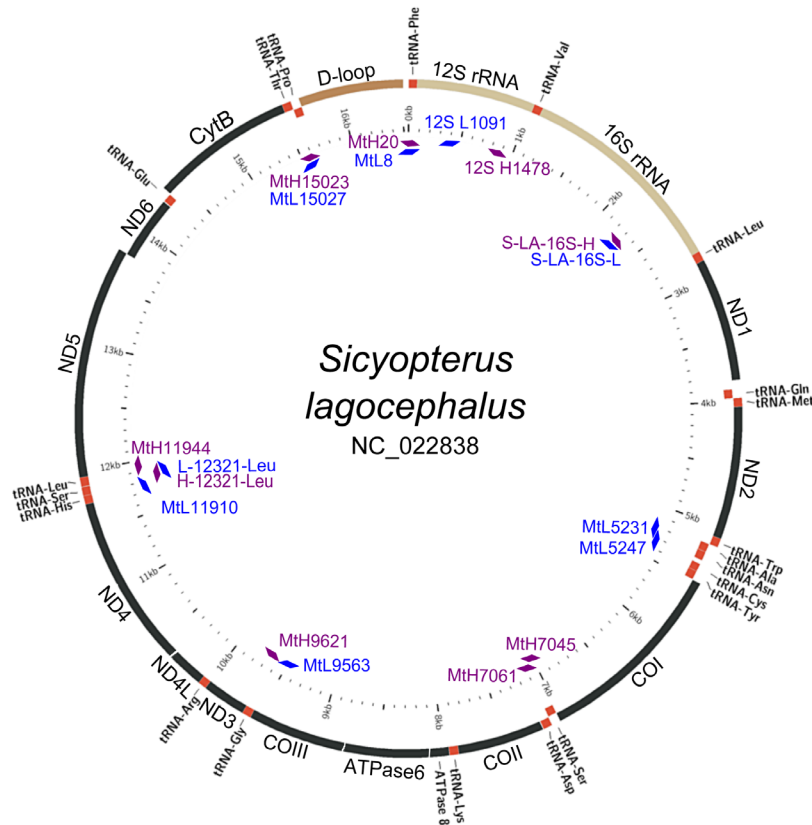 tRNA-Phe
12S rRNA
tRNA-Val
16S rRNA
tRNA-Leu
ND1
tRNA-Gln
tRNA-Met
ND2
tRNA-Trp
tRNA-Ala
tRNA-Asn
tRNA-Cys
tRNA-Tyr
COI
tRNA-Ser
tRNA-Asp
COII
tRNA-Lys
ATPase 8
ATPase6
COIII
tRNA-Gly
ND3
tRNA-Arg
ND4L
ND4
tRNA-His
tRNA-Ser
tRNA-Leu
ND5
ND6
tRNA-Glu
CytB
tRNA-Thr
tRNA-Pro
D-loop
0kb
1kb
2kb
3kb
4kb
5kb
6kb
7kb
8kb
9kb
10kb
11kb
12kb
13kb
14kb
15kb
16kb
MtH20
MtL8
12S L1091
12S H1478
S-LA-16S-H
S-LA-16S-L
MtL5231
MtL5247
MtH7045
MtH7061
MtH9621
MtL9563
MtH11944
L-12321-Leu
H-12321-Leu
MtL11910
MtH15023
MtL15027
Sicyopterus
lagocephalus
NC_022838